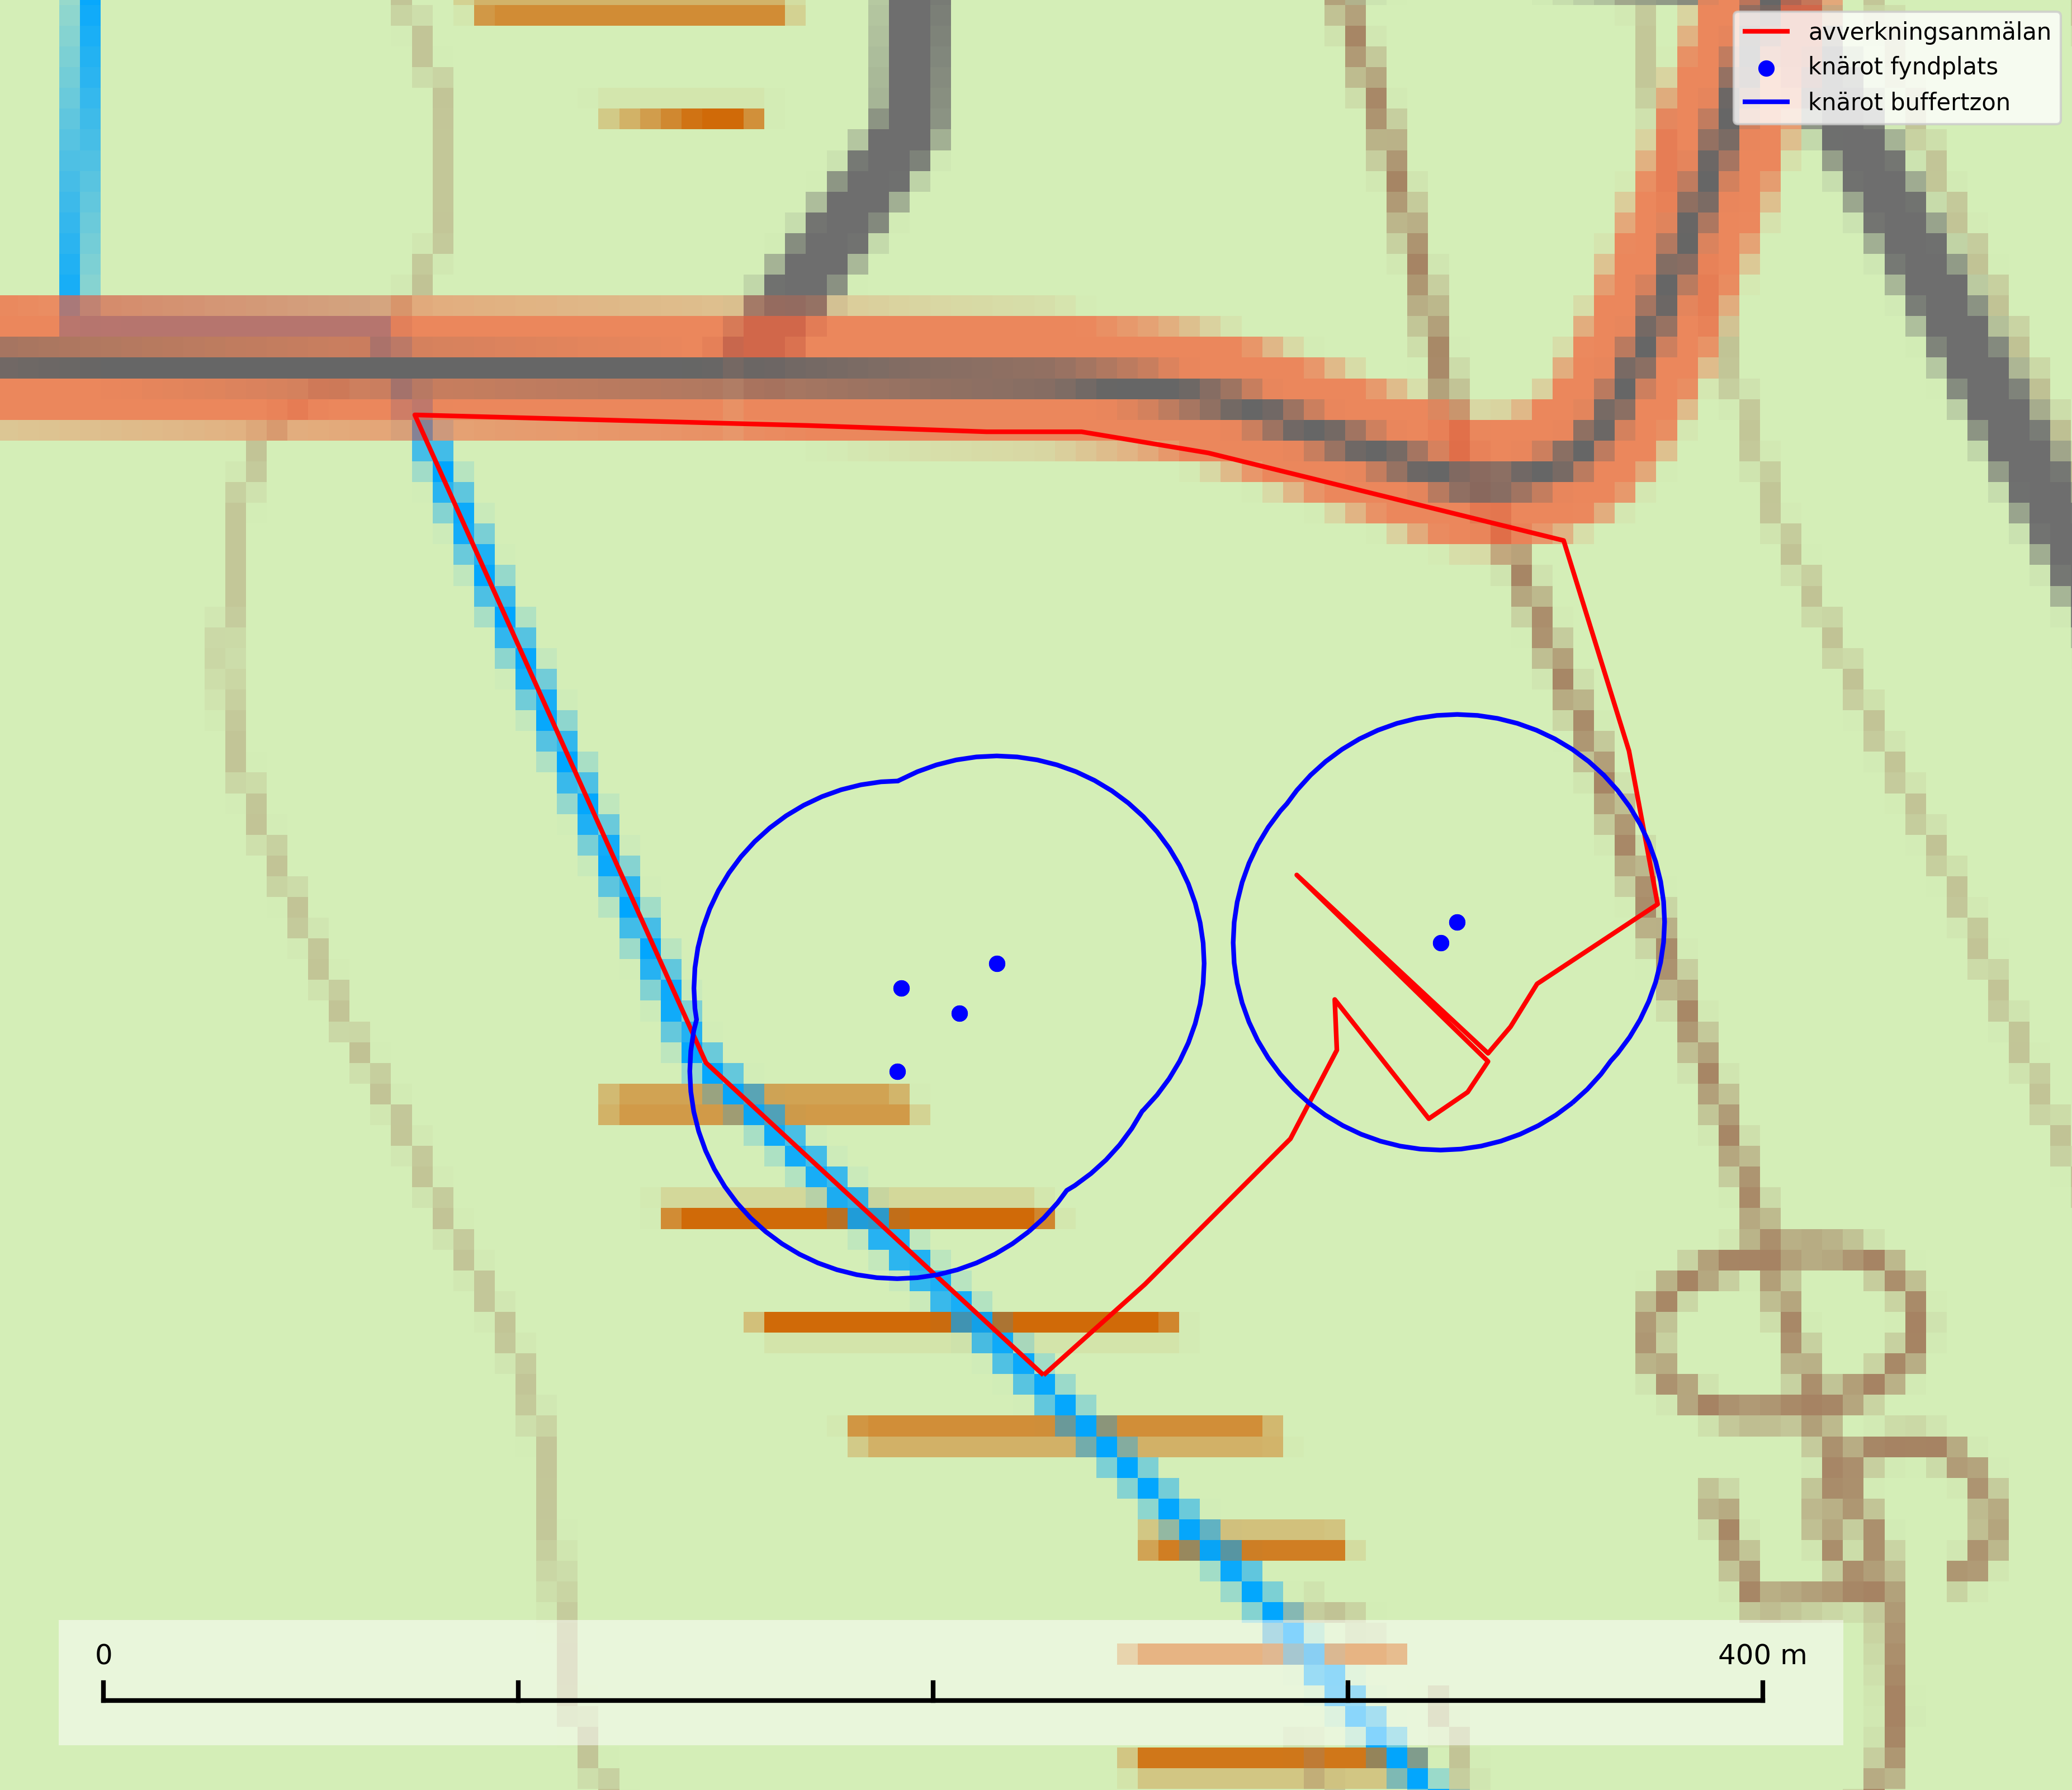 avverkningsanmälan
knärot fyndplats
knärot buffertzon
0
400 m